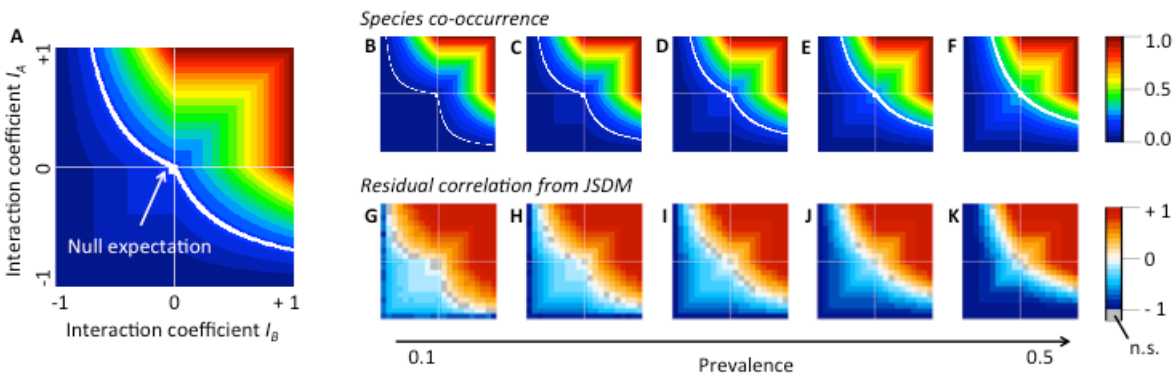 Species co-occurrence
A
B
C
D
E
F
Interaction coefficient I_A
+1
0
-1
1.0
0.5
0.0
Null expectation
-1
0
+ 1
Interaction coefficient I_B
Residual correlation from JSDM
G
H
I
J
K
+ 1
0
- 1
n.s.
0.1
Prevalence
0.5